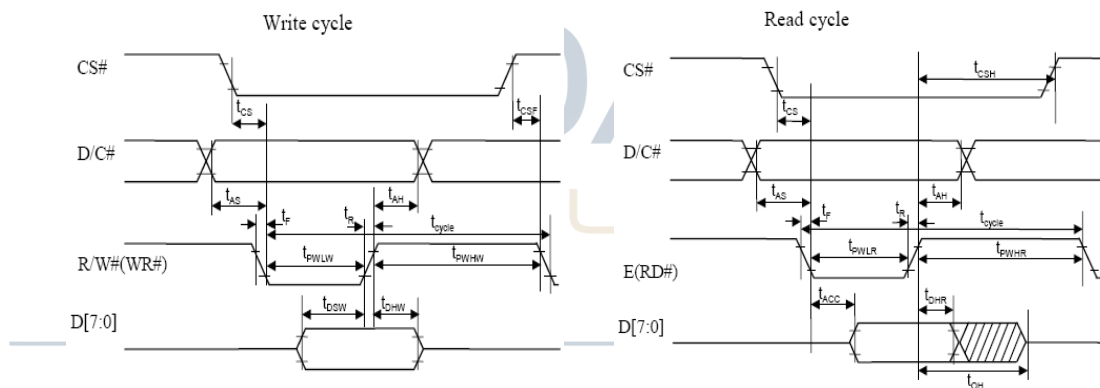 Write cycle
CS#
tCS
tCSF
D/C#
tAS
tAH
tF
tR
tcycle
R/W#(WR#)
tPWLW
tPWHW
tDSW
tDHW
D[7:0]
Read cycle
CS#
tCSH
tCS
D/C#
tAS
tAH
tF
tR
tcycle
E(RD#)
tPWLR
tPWHR
tACC
tDHR
D[7:0]
tOH